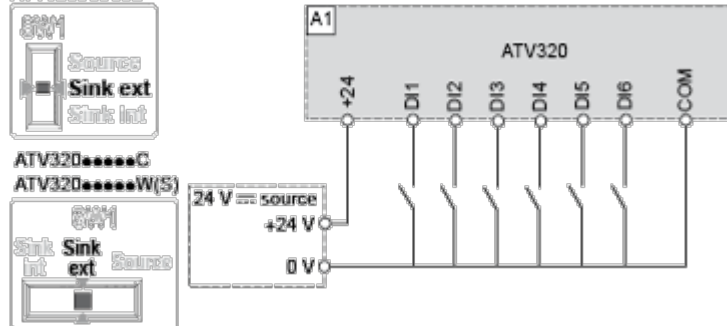 SW1
Source
Sink ext
Sink int
ATV320●●●●●C
ATV320●●●●●W(S)
SW1
Sink int
Sink ext
Source
A1
ATV320
+24
DI1
DI2
DI3
DI4
DI5
DI6
COM
24 V ⎓ source
+24 V
0 V